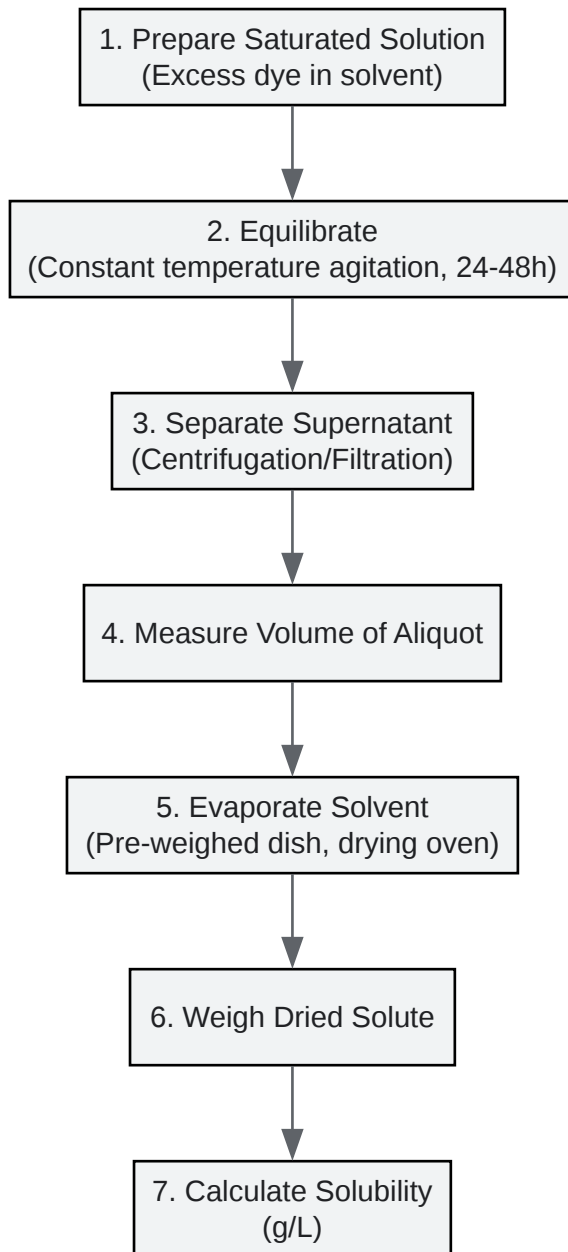 1. Prepare Saturated Solution
(Excess dye in solvent)
2. Equilibrate
(Constant temperature agitation, 24-48h)
3. Separate Supernatant
(Centrifugation/Filtration)
4. Measure Volume of Aliquot
5. Evaporate Solvent
(Pre-weighed dish, drying oven)
6. Weigh Dried Solute
7. Calculate Solubility
(g/L)